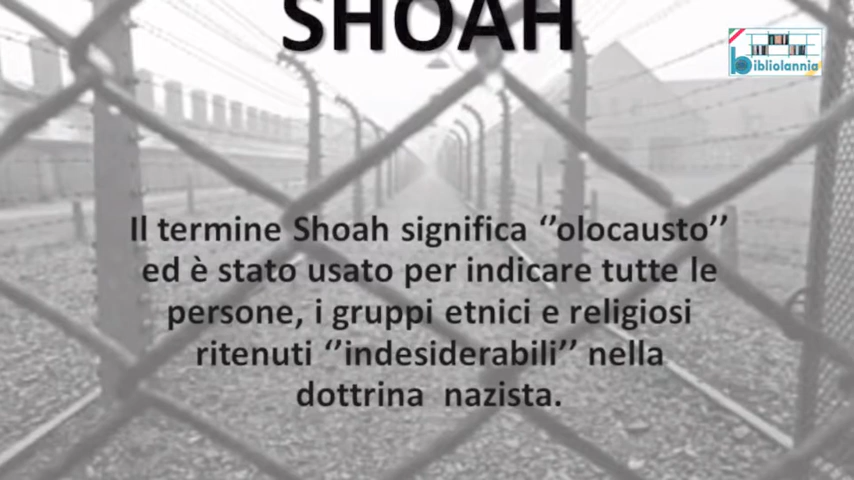 SHOAH
bibliolannia
Il termine Shoah significa ‘’olocausto’’
ed è stato usato per indicare tutte le
persone, i gruppi etnici e religiosi
ritenuti ‘’indesiderabili’’ nella
dottrina nazista.